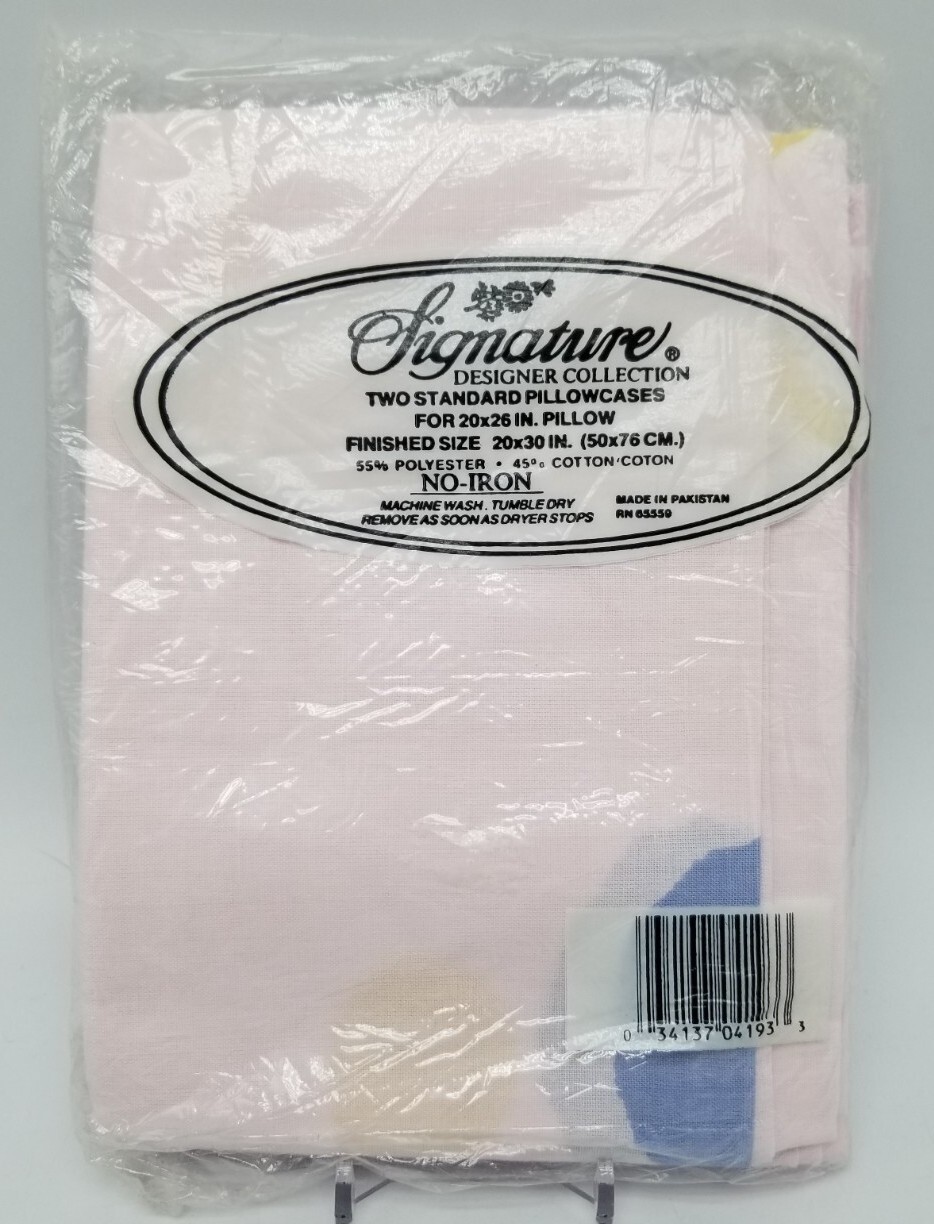 Signature®
DESIGNER COLLECTION
TWO STANDARD PILLOWCASES
FOR 20x26 IN. PILLOW
FINISHED SIZE 20x30 IN. (50x76 CM.)
55% POLYESTER • 45% COTTON/COTON
NO-IRON
MACHINE WASH. TUMBLE DRY
REMOVE AS SOON AS DRYER STOPS
MADE IN PAKISTAN
RN 65559
0 34137 04193 3